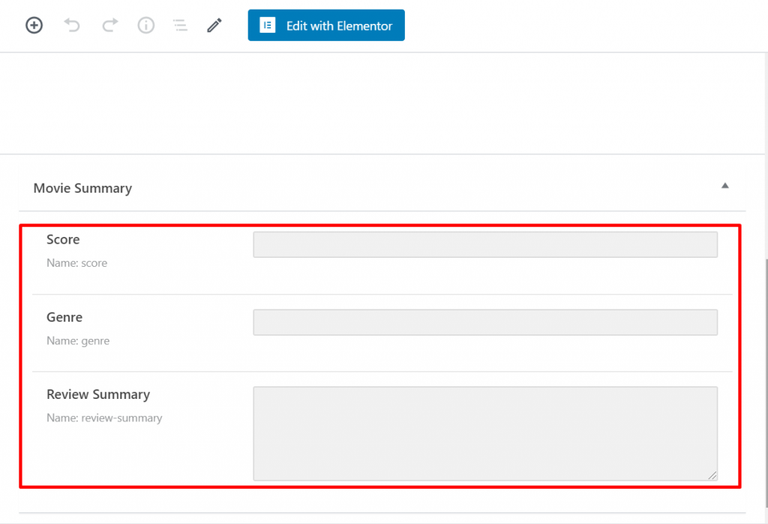 Edit with Elementor
Movie Summary
Score
Name: score
Genre
Name: genre
Review Summary
Name: review-summary